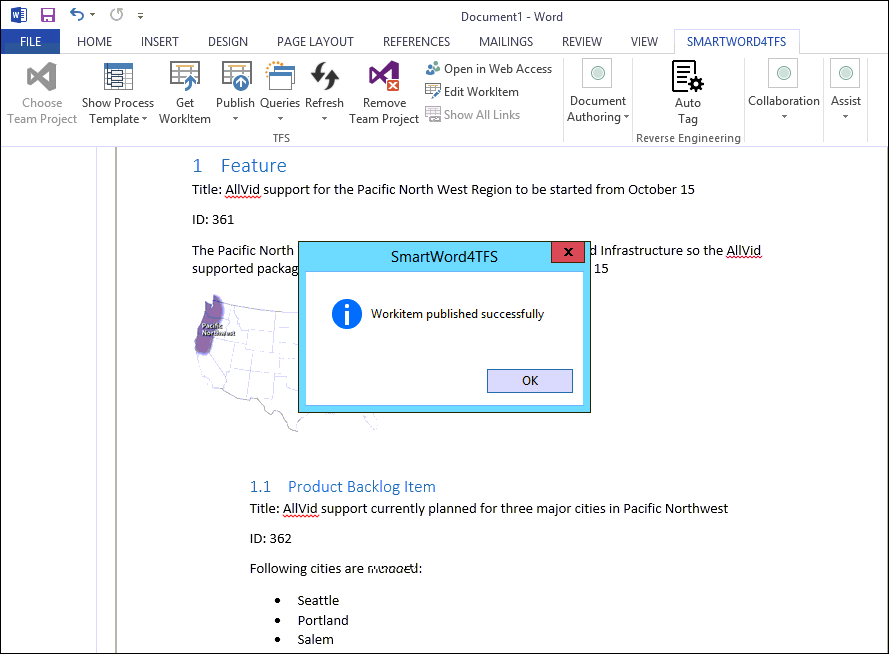 Document1 - Word
FILE HOME INSERT DESIGN PAGE LAYOUT REFERENCES MAILINGS REVIEW VIEW SMARTWORD4TFS
Choose Team Project
Show Process Template
Get WorkItem
Publish
Queries
Refresh
Remove Team Project
Open in Web Access
Edit WorkItem
Show All Links
TFS
Document Authoring
Auto Tag
Reverse Engineering
Collaboration
Assist
1 Feature
Title: AllVid support for the Pacific North West Region to be started from October 15
ID: 361
The Pacific North d Infrastructure so the AllVid
supported packag 15
Pacific
Northwest
SmartWord4TFS
Workitem published successfully
OK
1.1 Product Backlog Item
Title: AllVid support currently planned for three major cities in Pacific Northwest
ID: 362
Following cities are
• Seattle
• Portland
• Salem